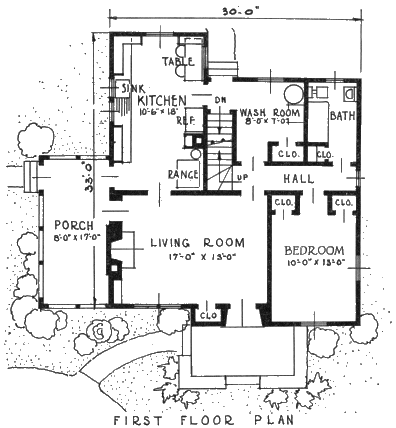 30'-0"
TABLE
SINK
KITCHEN
10'-6" x 18'
DN
WASH ROOM
8'-0" x 7'-0"
BATH
REF.
CLO.
CLO.
RANGE
UP
HALL
33'-0"
CLO.
CLO.
PORCH
8'-0" x 17'-0"
LIVING ROOM
17'-0" x 13'-0"
BEDROOM
10'-0" x 13'-0"
CLO
FIRST FLOOR PLAN